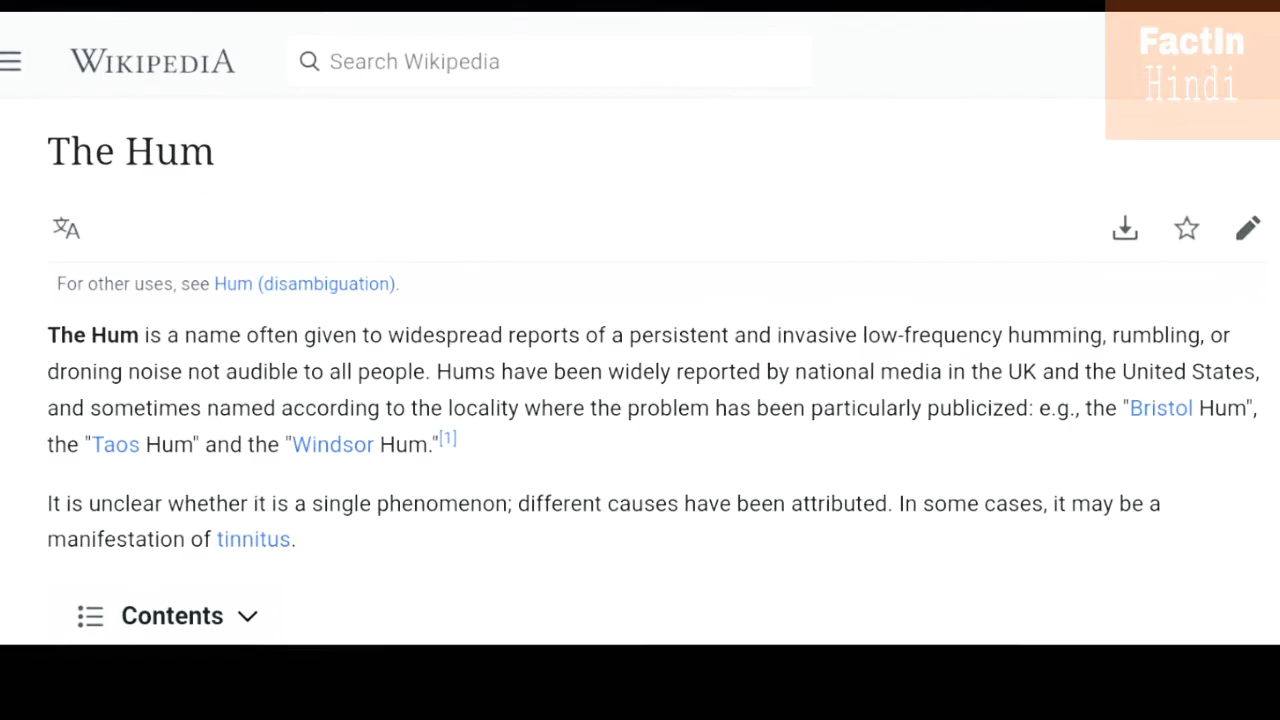 WIKIPEDIA
Search Wikipedia
FactIn
Hindi
The Hum
For other uses, see Hum (disambiguation).
The Hum is a name often given to widespread reports of a persistent and invasive low-frequency humming, rumbling, or
droning noise not audible to all people. Hums have been widely reported by national media in the UK and the United States,
and sometimes named according to the locality where the problem has been particularly publicized: e.g., the "Bristol Hum",
the "Taos Hum" and the "Windsor Hum."[1]
It is unclear whether it is a single phenomenon; different causes have been attributed. In some cases, it may be a
manifestation of tinnitus.
Contents